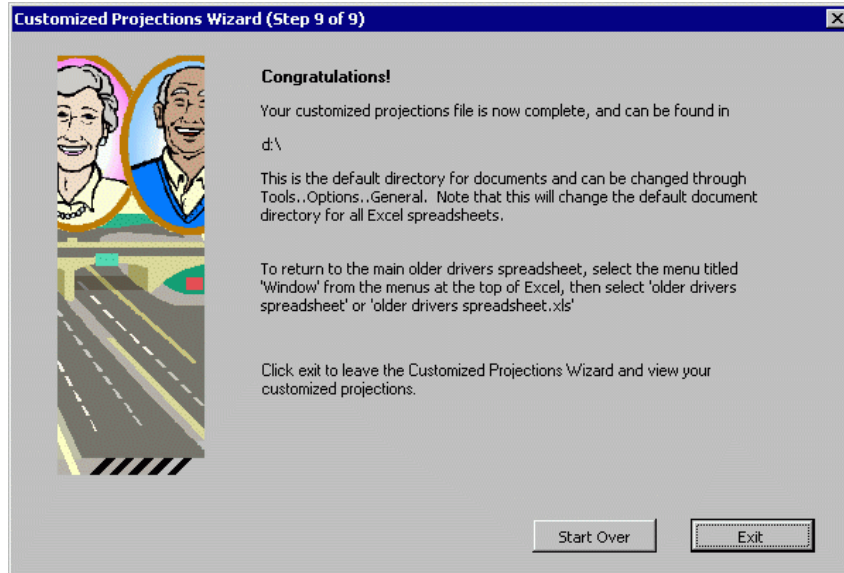 Customized Projections Wizard (Step 9 of 9)
Congratulations!
Your customized projections file is now complete, and can be found in
d:\
This is the default directory for documents and can be changed through
Tools..Options..General.  Note that this will change the default document
directory for all Excel spreadsheets.
To return to the main older drivers spreadsheet, select the menu titled
'Window' from the menus at the top of Excel, then select 'older drivers
spreadsheet' or 'older drivers spreadsheet.xls'
Click exit to leave the Customized Projections Wizard and view your
customized projections.
Start Over
Exit